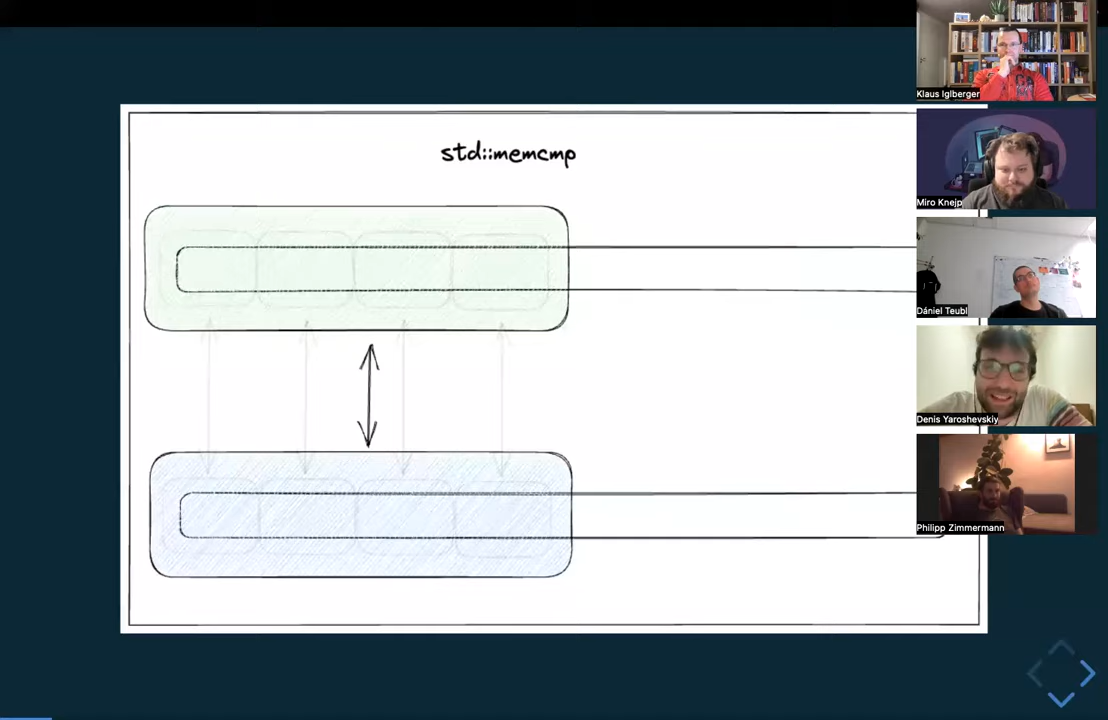 std::memcmp
Klaus Iglberger
Miro Knejp
Dániel Teubl
Denis Yaroshevskiy
Philipp Zimmermann